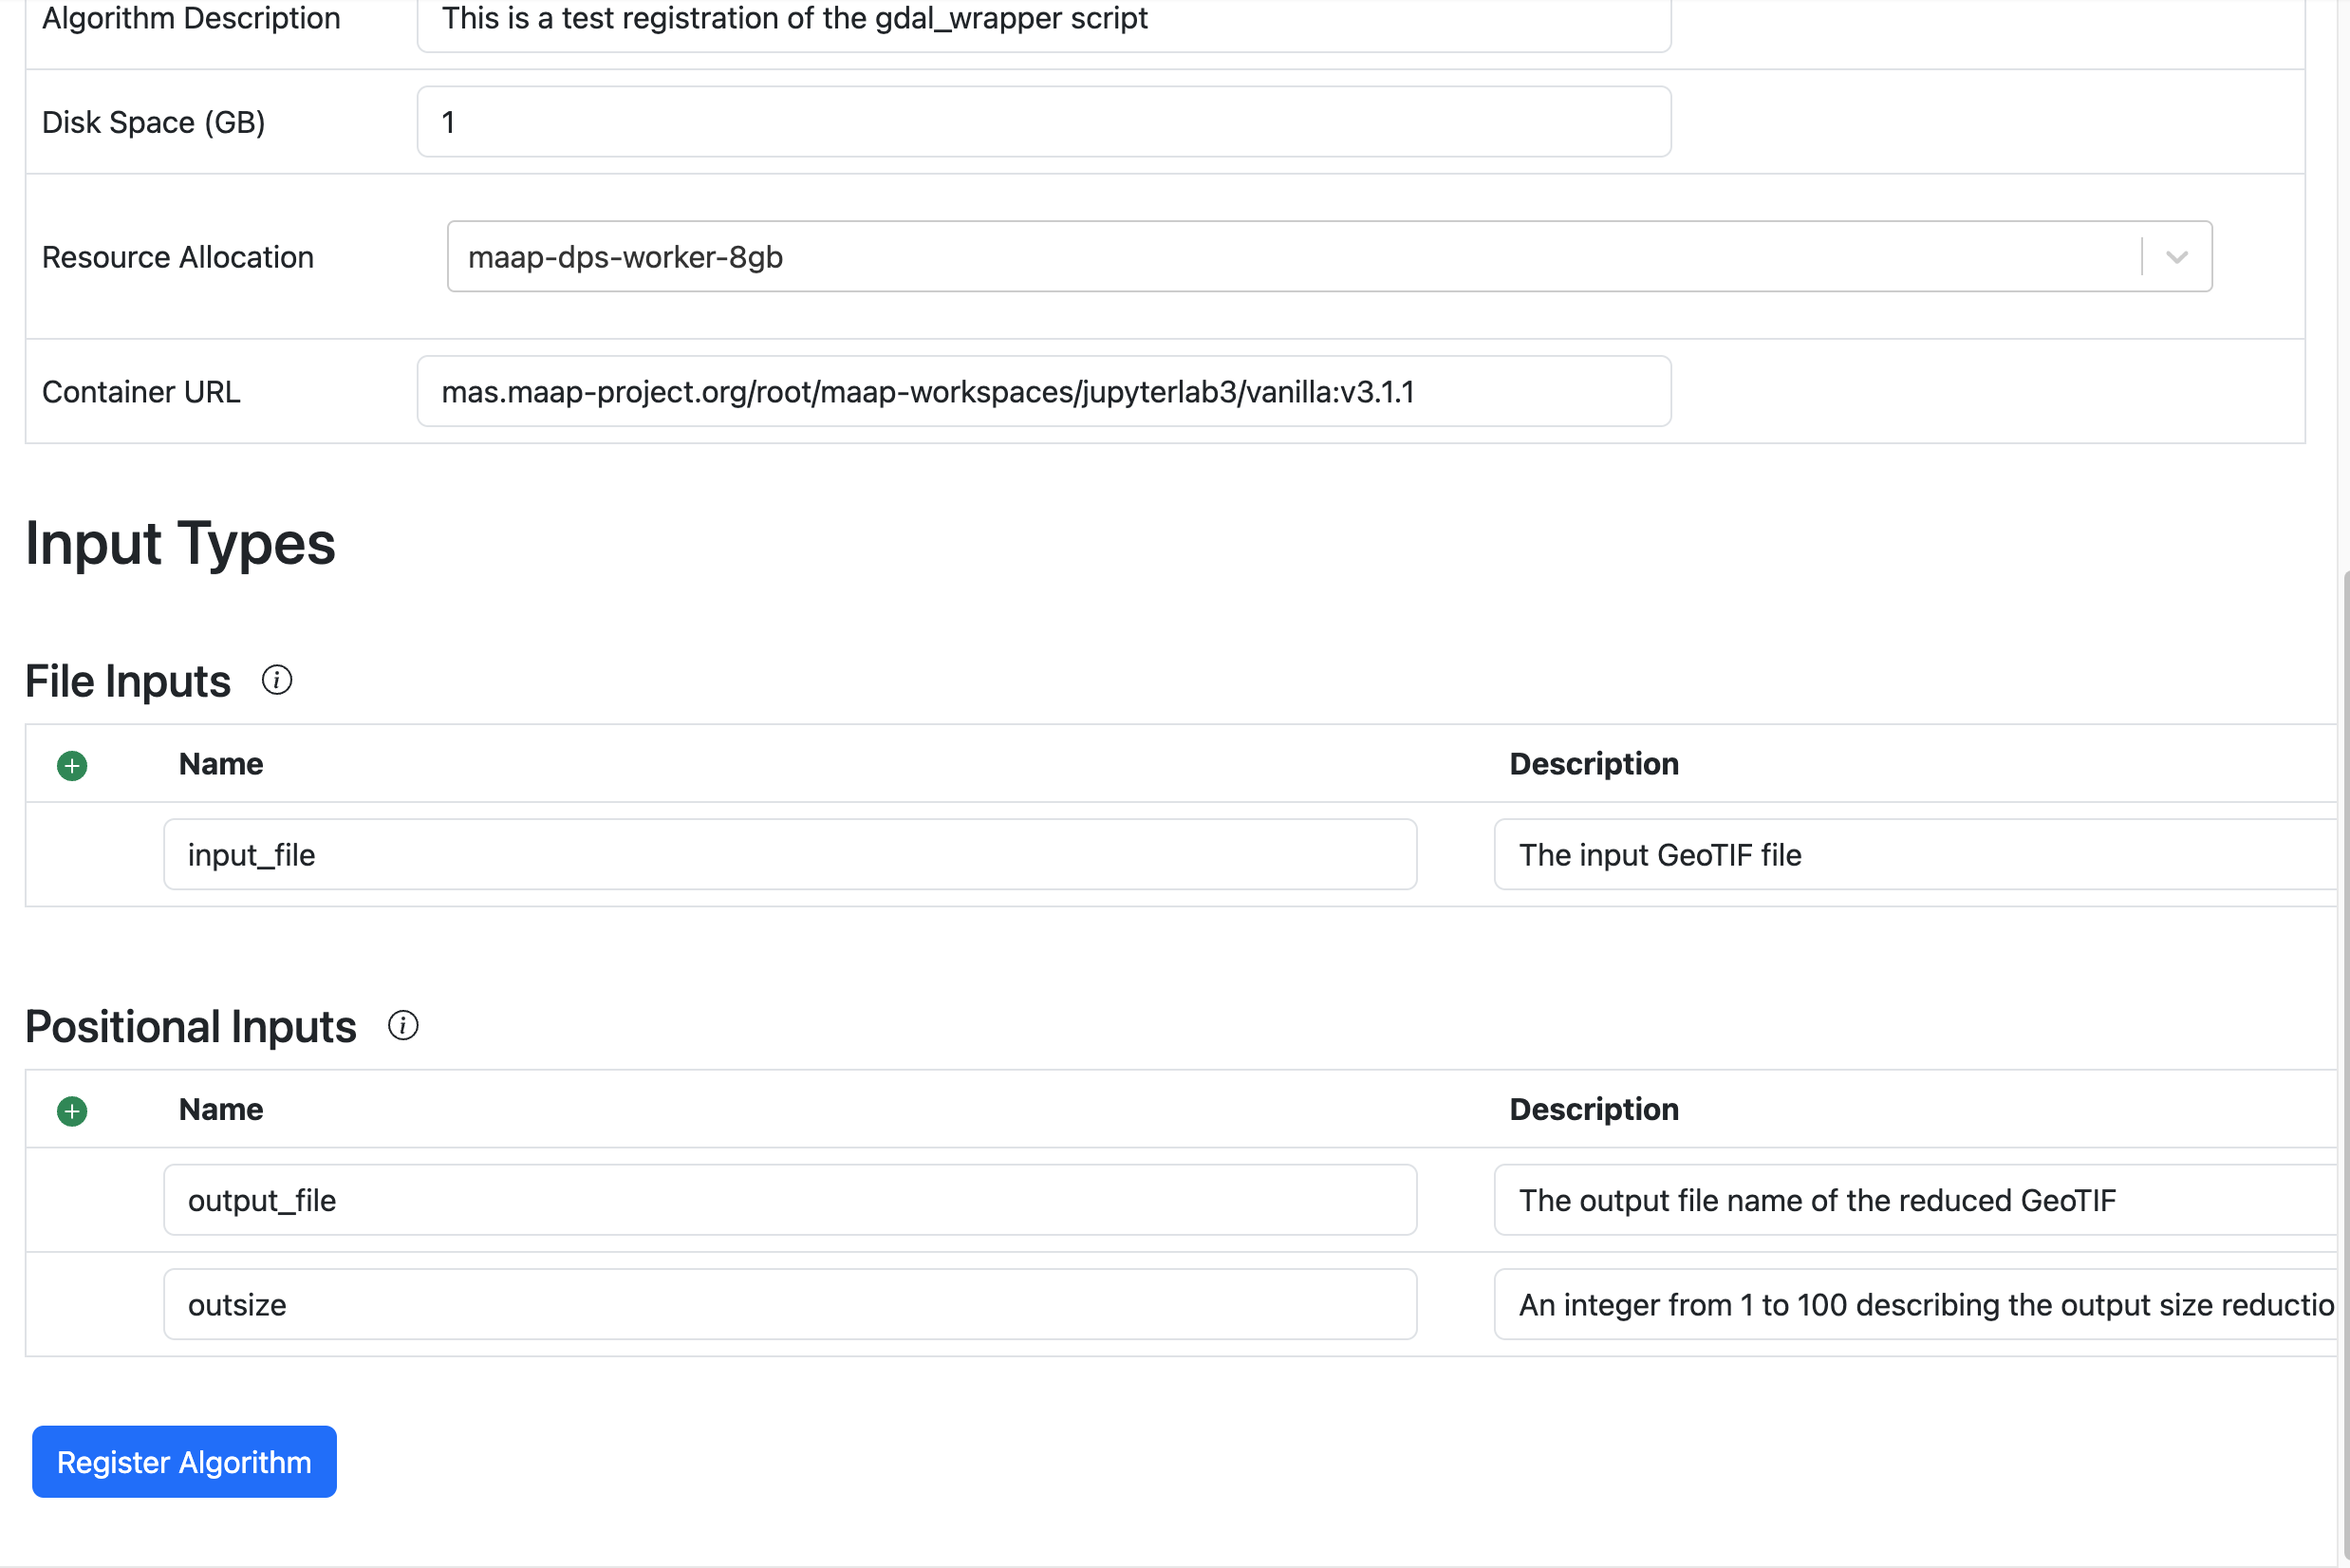 Algorithm Description This is a test registration of the gdal_wrapper script
Disk Space (GB) 1
Resource Allocation maap-dps-worker-8gb
Container URL mas.maap-project.org/root/maap-workspaces/jupyterlab3/vanilla:v3.1.1
Input Types
File Inputs
Name Description
input_file The input GeoTIF file
Positional Inputs
Name Description
output_file The output file name of the reduced GeoTIF
outsize An integer from 1 to 100 describing the output size reductio
Register Algorithm